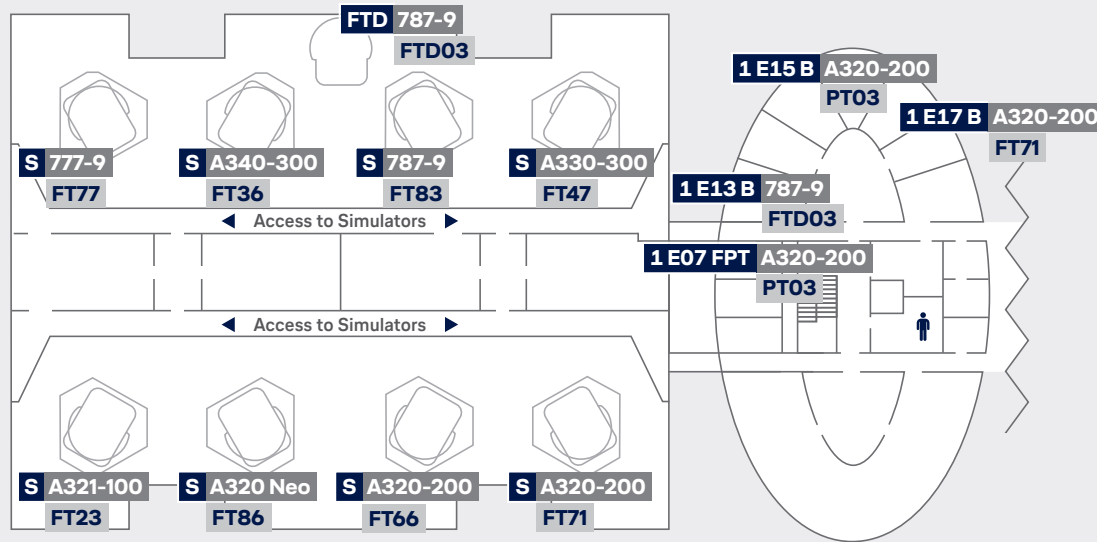 FTD 787-9
FTD03
1 E15 B A320-200
PT03
1 E17 B A320-200
FT71
S 777-9
FT77
S A340-300
FT36
S 787-9
FT83
S A330-300
FT47
1 E13 B 787-9
FTD03
Access to Simulators
1 E07 FPT A320-200
PT03
Access to Simulators
S A321-100
FT23
S A320 Neo
FT86
S A320-200
FT66
S A320-200
FT71